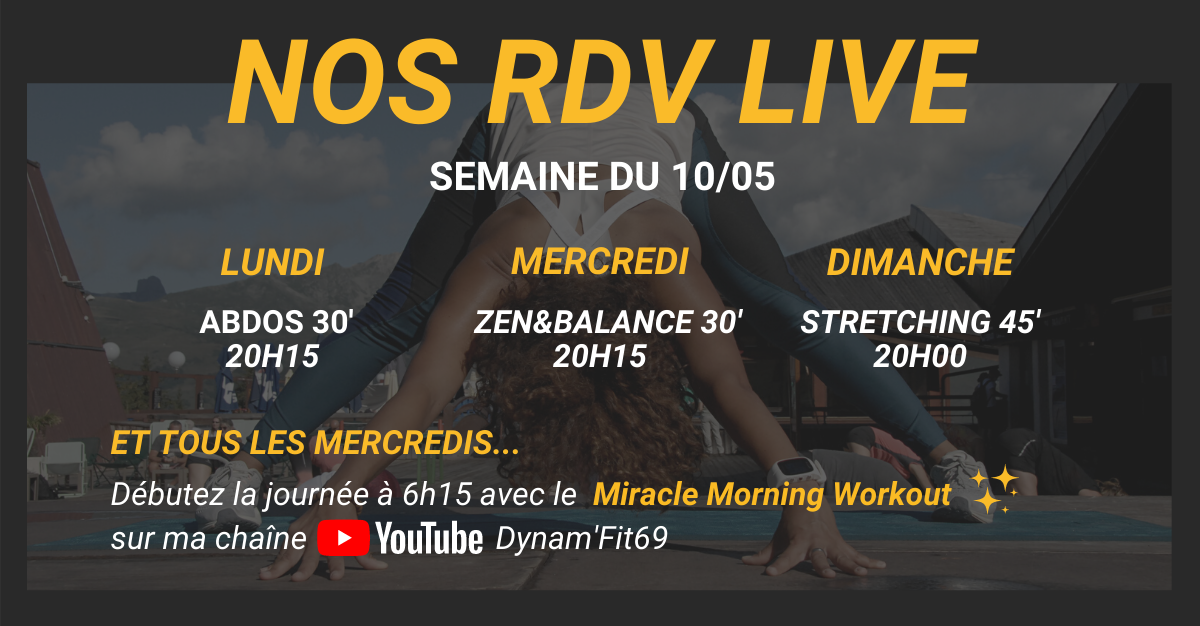 NOS RDV LIVE
SEMAINE DU 10/05
LUNDI
ABDOS 30'
20H15
MERCREDI
ZEN&BALANCE 30'
20H15
DIMANCHE
STRETCHING 45'
20H00
ET TOUS LES MERCREDIS...
Débutez la journée à 6h15 avec le Miracle Morning Workout
sur ma chaîne YouTube Dynam'Fit69